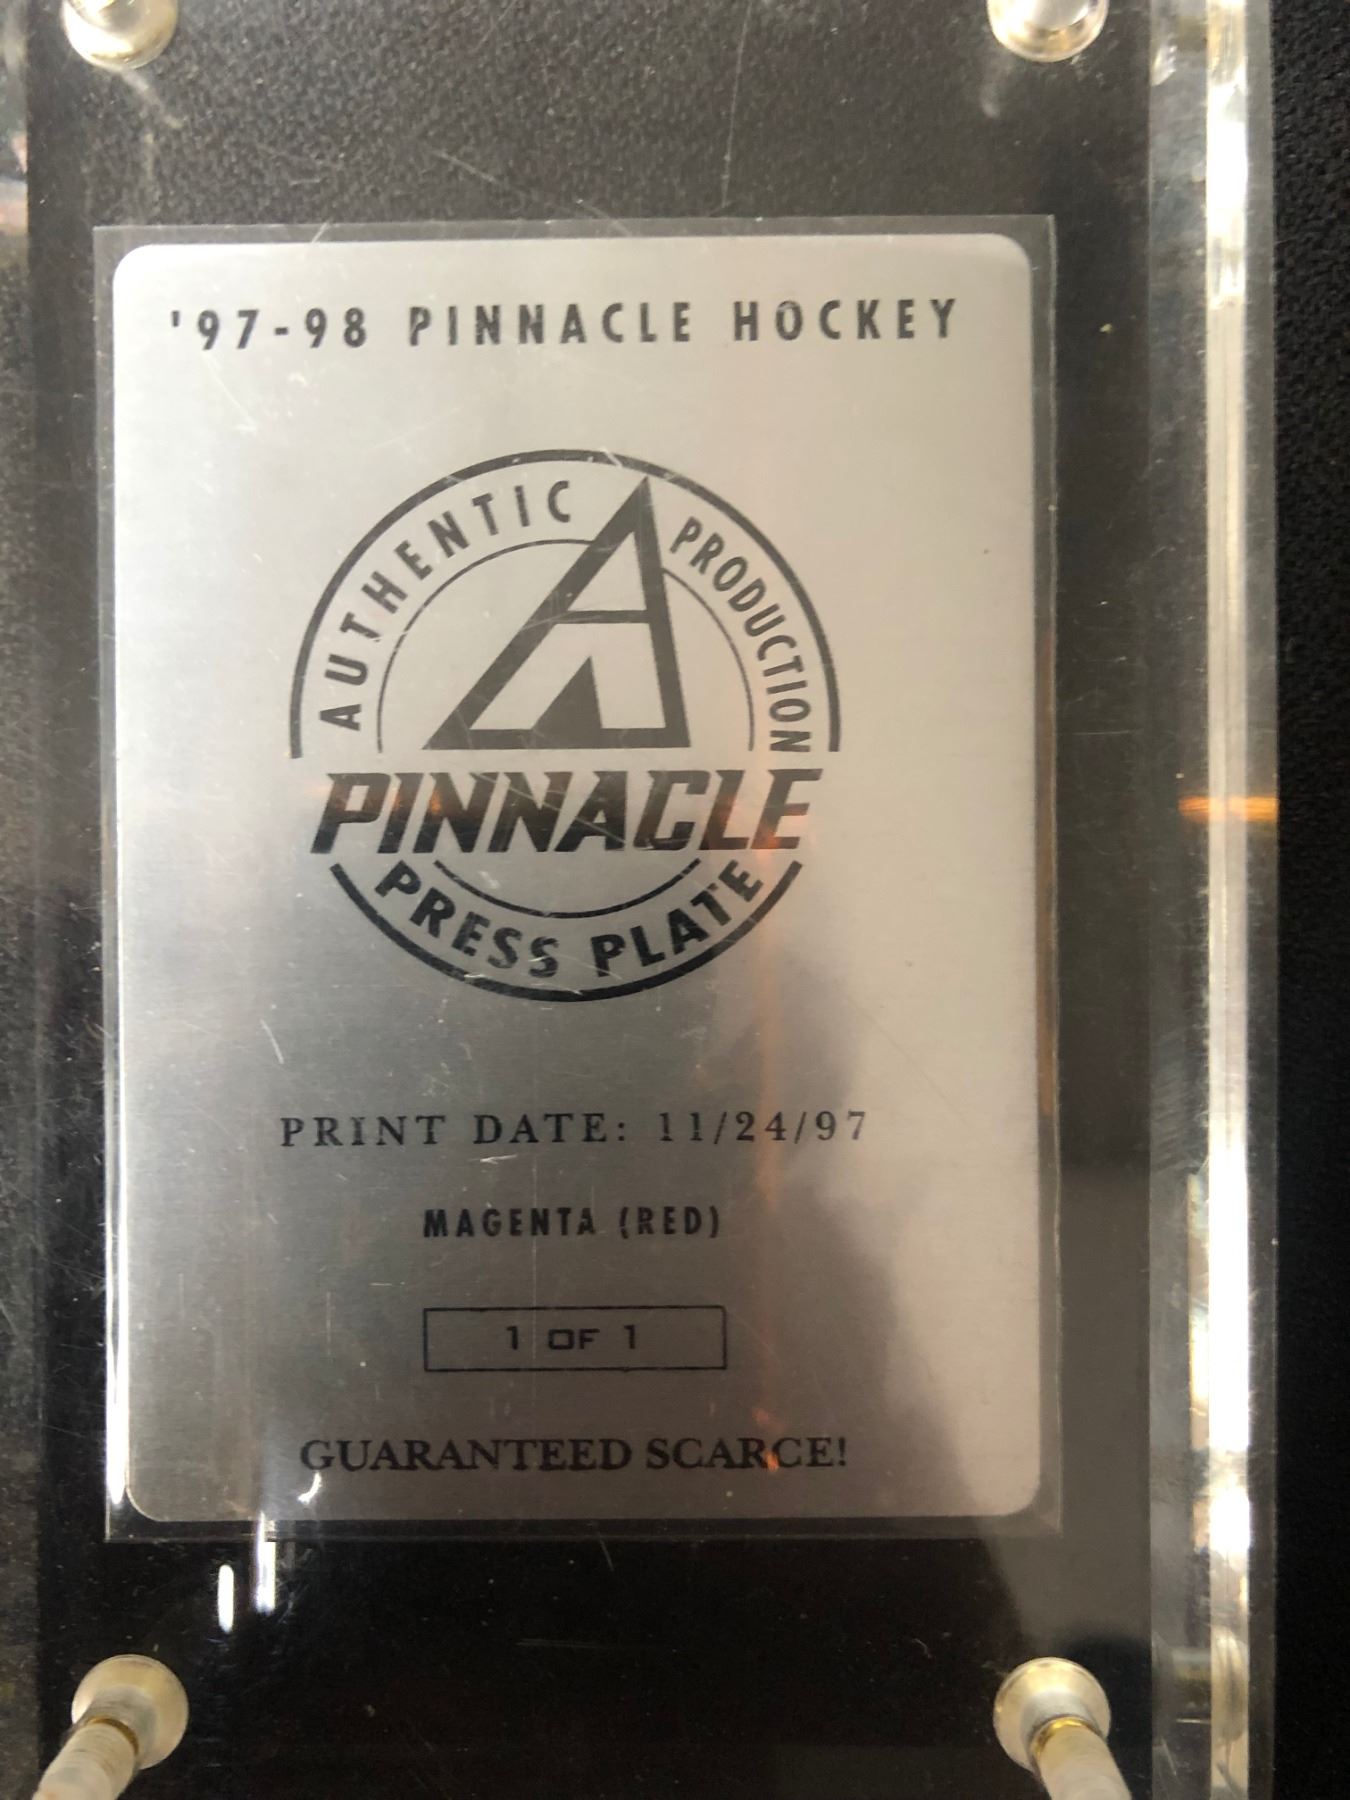 '97-98 PINNACLE HOCKEY
AUTHENTIC PRODUCTION
PINNACLE
PRESS PLATE
PRINT DATE: 11/24/97
MAGENTA (RED)
1 OF 1
GUARANTEED SCARCE!